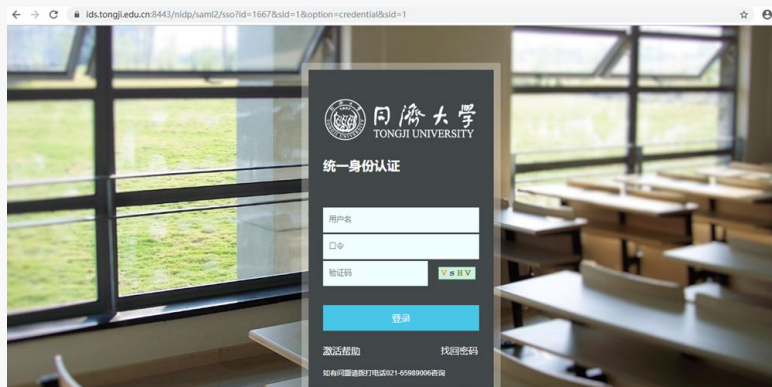 ids.tongji.edu.cn:8443/nidp/saml2/sso?id=1667&sid=1&option=credential&sid=1
同濟大学
TONGJI UNIVERSITY
统一身份认证
用户名
口令
验证码
V s H V
登录
激活帮助 找回密码
如有问题请拨打电话021-65989006咨询